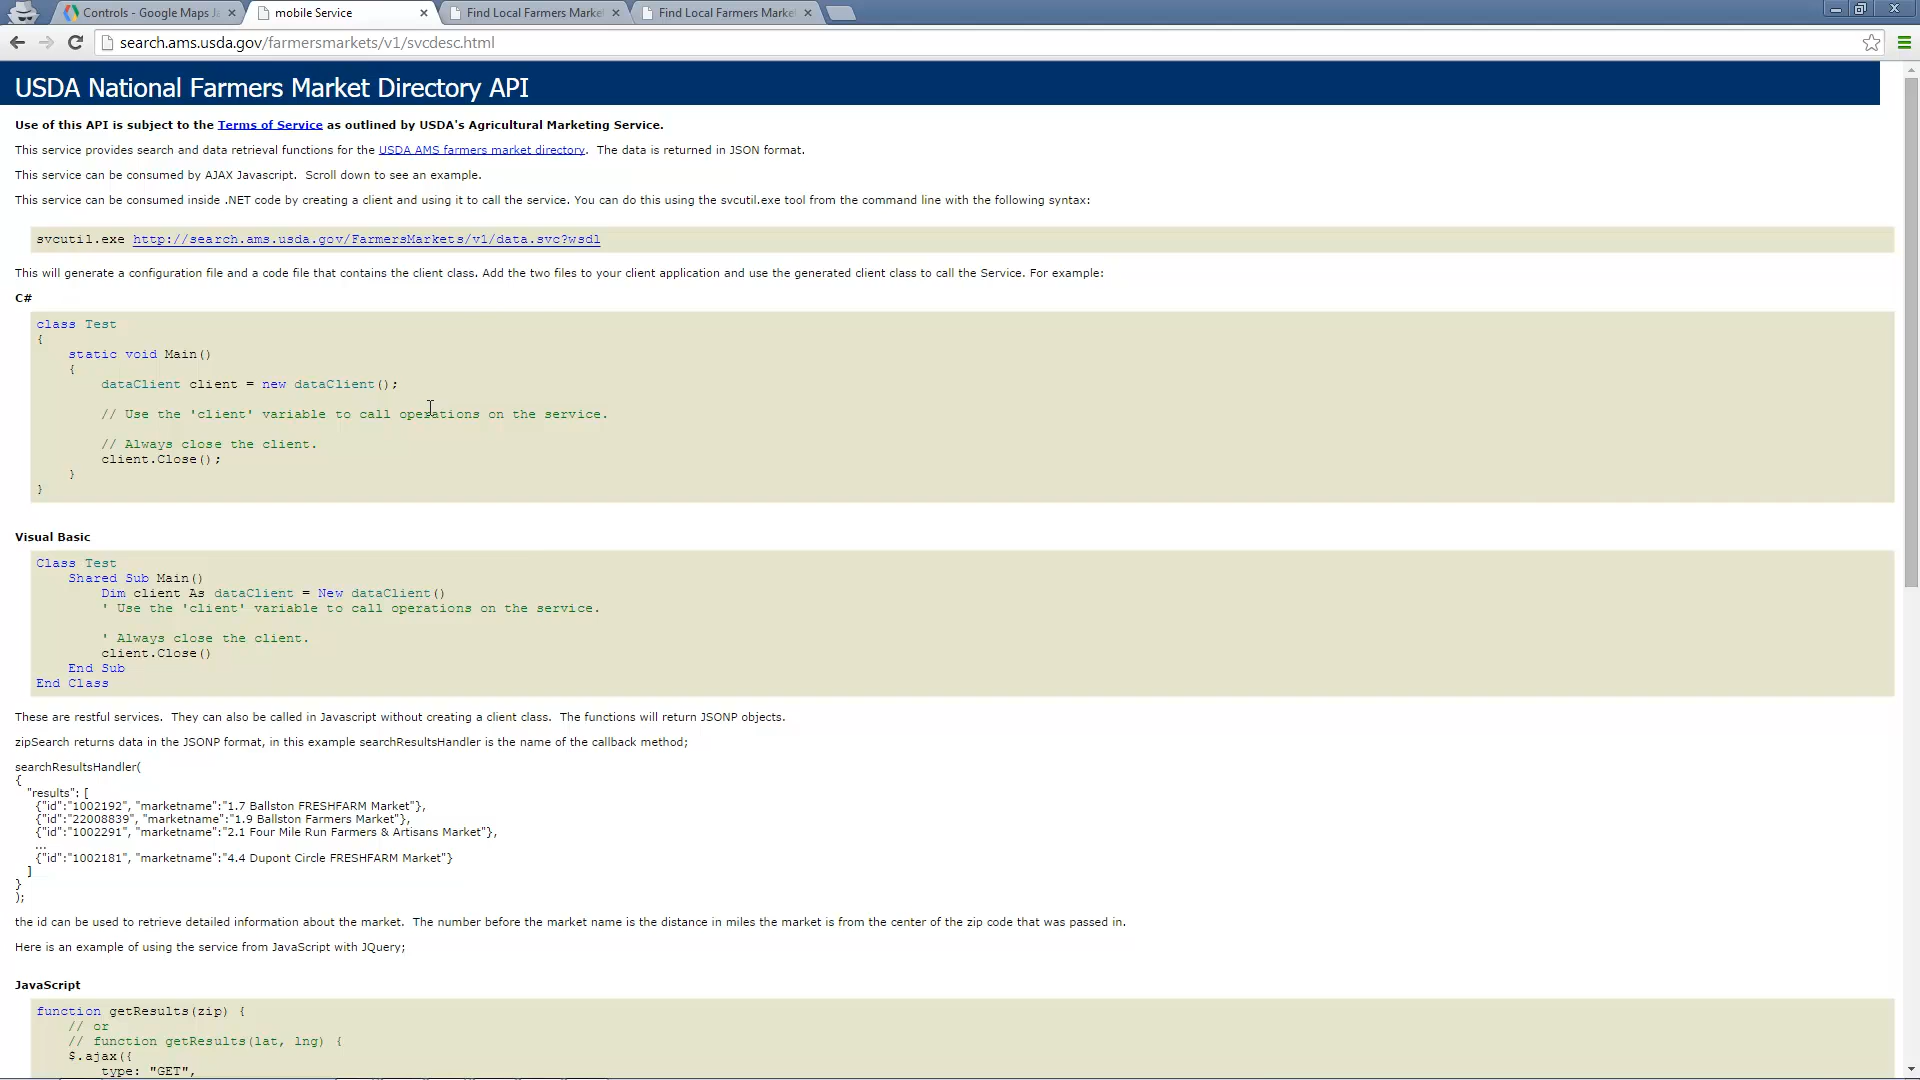 Controls - Google Maps Ja
mobile Service
Find Local Farmers Marke
Find Local Farmers Marke
search.ams.usda.gov/farmersmarkets/v1/svcdesc.html
USDA National Farmers Market Directory API
Use of this API is subject to the Terms of Service as outlined by USDA's Agricultural Marketing Service.
This service provides search and data retrieval functions for the USDA AMS farmers market directory.  The data is returned in JSON format.
This service can be consumed by AJAX Javascript.  Scroll down to see an example.
This service can be consumed inside .NET code by creating a client and using it to call the service. You can do this using the svcutil.exe tool from the command line with the following syntax:
svcutil.exe http://search.ams.usda.gov/FarmersMarkets/v1/data.svc?wsdl
This will generate a configuration file and a code file that contains the client class. Add the two files to your client application and use the generated client class to call the Service. For example:
C#
class Test
{
static void Main()
{
dataClient client = new dataClient();
// Use the 'client' variable to call operations on the service.
// Always close the client.
client.Close();
}
}
Visual Basic
Class Test
Shared Sub Main()
Dim client As dataClient = New dataClient()
' Use the 'client' variable to call operations on the service.
' Always close the client.
client.Close()
End Sub
End Class
These are restful services.  They can also be called in Javascript without creating a client class.  The functions will return JSONP objects.
zipSearch returns data in the JSONP format, in this example searchResultsHandler is the name of the callback method;
searchResultsHandler(
{
"results": [
{"id":"1002192", "marketname":"1.7 Ballston FRESHFARM Market"},
{"id":"22008839", "marketname":"1.9 Ballston Farmers Market"},
{"id":"1002291", "marketname":"2.1 Four Mile Run Farmers & Artisans Market"},
...
{"id":"1002181", "marketname":"4.4 Dupont Circle FRESHFARM Market"}
]
}
);
the id can be used to retrieve detailed information about the market.  The number before the market name is the distance in miles the market is from the center of the zip code that was passed in.
Here is an example of using the service from JavaScript with JQuery;
JavaScript
function getResults(zip) {
// or
// function getResults(lat, lng) {
$.ajax({
type: "GET",